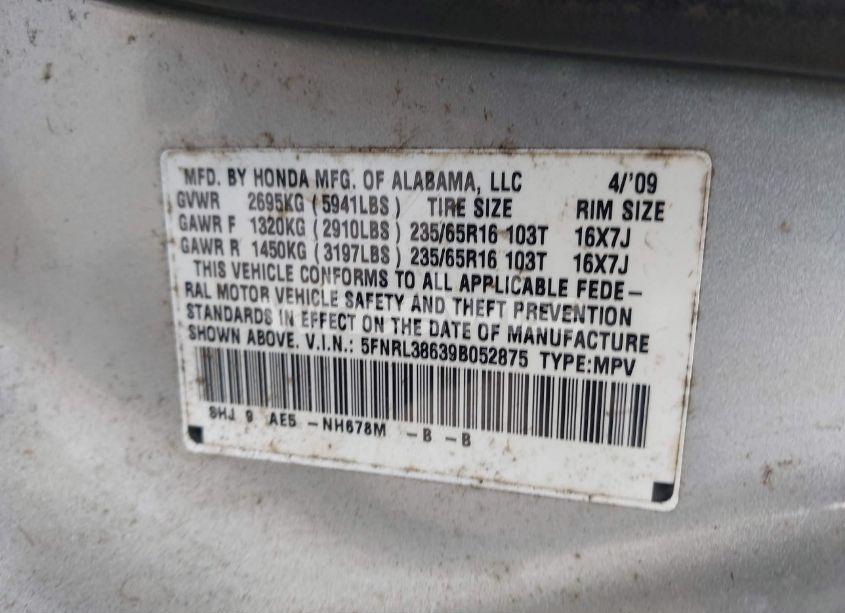 MFD. BY HONDA MFG. OF ALABAMA, LLC 4/'09
GVWR 2695KG (5941LBS) TIRE SIZE RIM SIZE
GAWR F 1320KG (2910LBS) 235/65R16 103T 16X7J
GAWR R 1450KG (3197LBS) 235/65R16 103T 16X7J
THIS VEHICLE CONFORMS TO ALL APPLICABLE FEDE-
RAL MOTOR VEHICLE SAFETY AND THEFT PREVENTION
STANDARDS IN EFFECT ON THE DATE OF MANUFACTURE
SHOWN ABOVE. V.I.N.: 5FNRL38639B052875 TYPE:MPV
SHJ 9 AE5 -NH678M -B -B